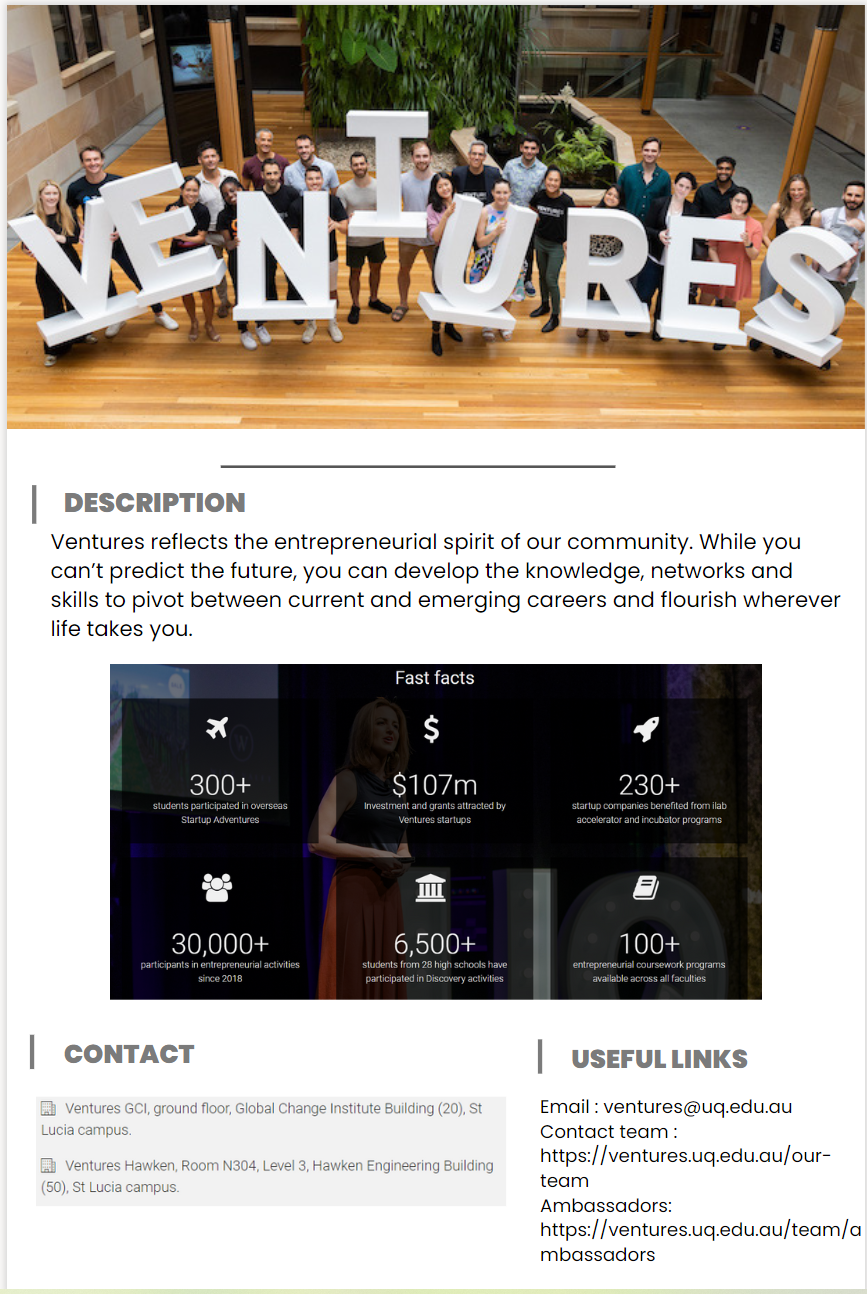 VENTURES
DESCRIPTION
Ventures reflects the entrepreneurial spirit of our community. While you
can’t predict the future, you can develop the knowledge, networks and
skills to pivot between current and emerging careers and flourish wherever
life takes you.
Fast facts
300+
students participated in overseas
Startup Adventures
$107m
Investment and grants attracted by
Ventures startups
230+
startup companies benefited from ilab
accelerator and incubator programs
30,000+
participants in entrepreneurial activities
since 2018
6,500+
students from 28 high schools have
participated in Discovery activities
100+
entrepreneurial coursework programs
available across all faculties
CONTACT
Ventures GCI, ground floor, Global Change Institute Building (20), St
Lucia campus.
Ventures Hawken, Room N304, Level 3, Hawken Engineering Building
(50), St Lucia campus.
USEFUL LINKS
Email : ventures@uq.edu.au
Contact team :
https://ventures.uq.edu.au/our-
team
Ambassadors:
https://ventures.uq.edu.au/team/a
mbassadors